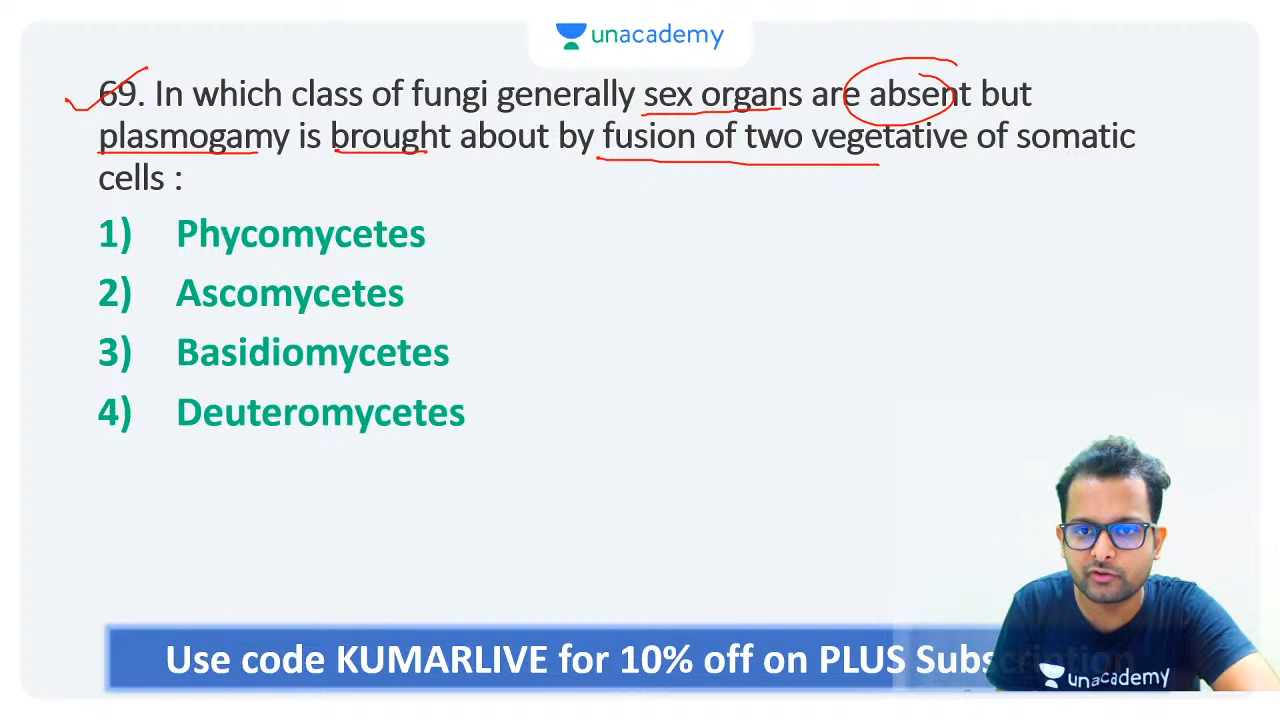 unacademy
69. In which class of fungi generally sex organs are absent but
plasmogamy is brought about by fusion of two vegetative of somatic
cells :
1) Phycomycetes
2) Ascomycetes
3) Basidiomycetes
4) Deuteromycetes
Use code KUMARLIVE for 10% off on PLUS Subscription
unacademy